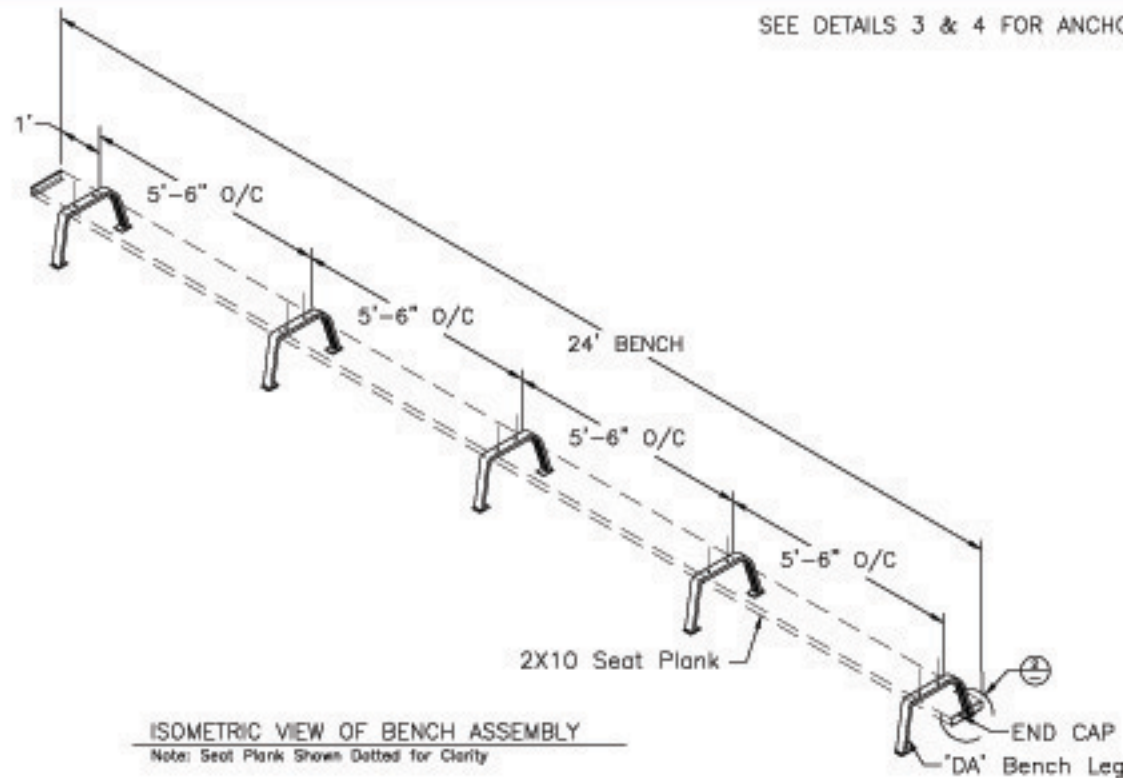 SEE DETAILS 3 & 4 FOR ANCHO
1'
5'-6" O/C
5'-6" O/C
24' BENCH
5'-6" O/C
5'-6" O/C
2X10 Seat Plank
2
END CAP
"DA" Bench Leg
ISOMETRIC VIEW OF BENCH ASSEMBLY
Note: Seat Plank Shown Dotted for Clarity